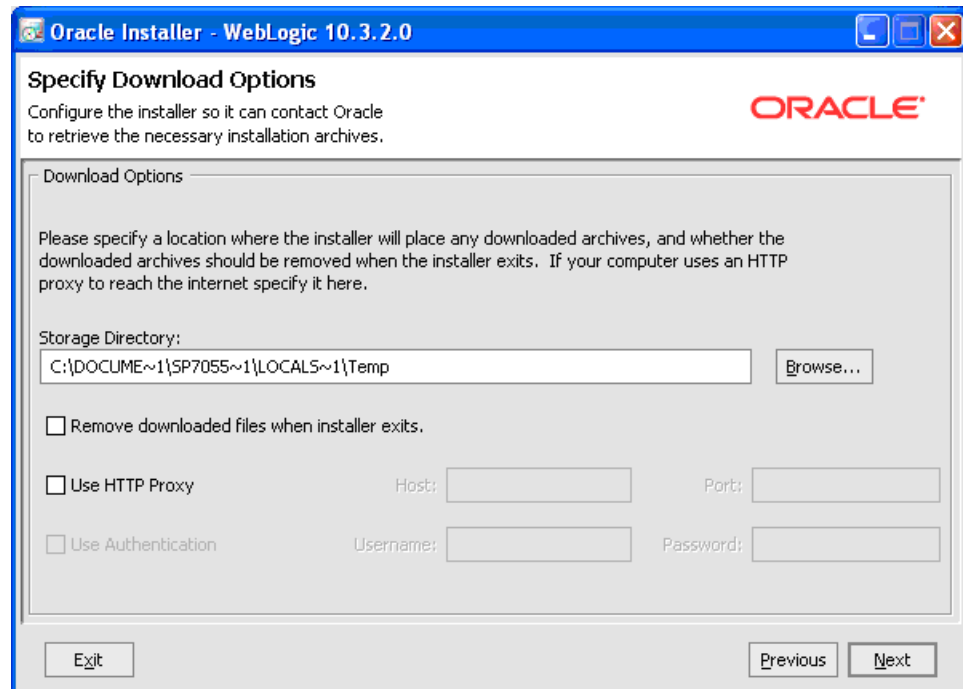 Oracle Installer - WebLogic 10.3.2.0
Specify Download Options
Configure the installer so it can contact Oracle
to retrieve the necessary installation archives.
ORACLE
Download Options
Please specify a location where the installer will place any downloaded archives, and whether the
downloaded archives should be removed when the installer exits.  If your computer uses an HTTP
proxy to reach the internet specify it here.
Storage Directory:
C:\DOCUME~1\SP7055~1\LOCALS~1\Temp
Browse...
Remove downloaded files when installer exits.
Use HTTP Proxy Host: Port:
Use Authentication Username: Password:
Exit Previous Next